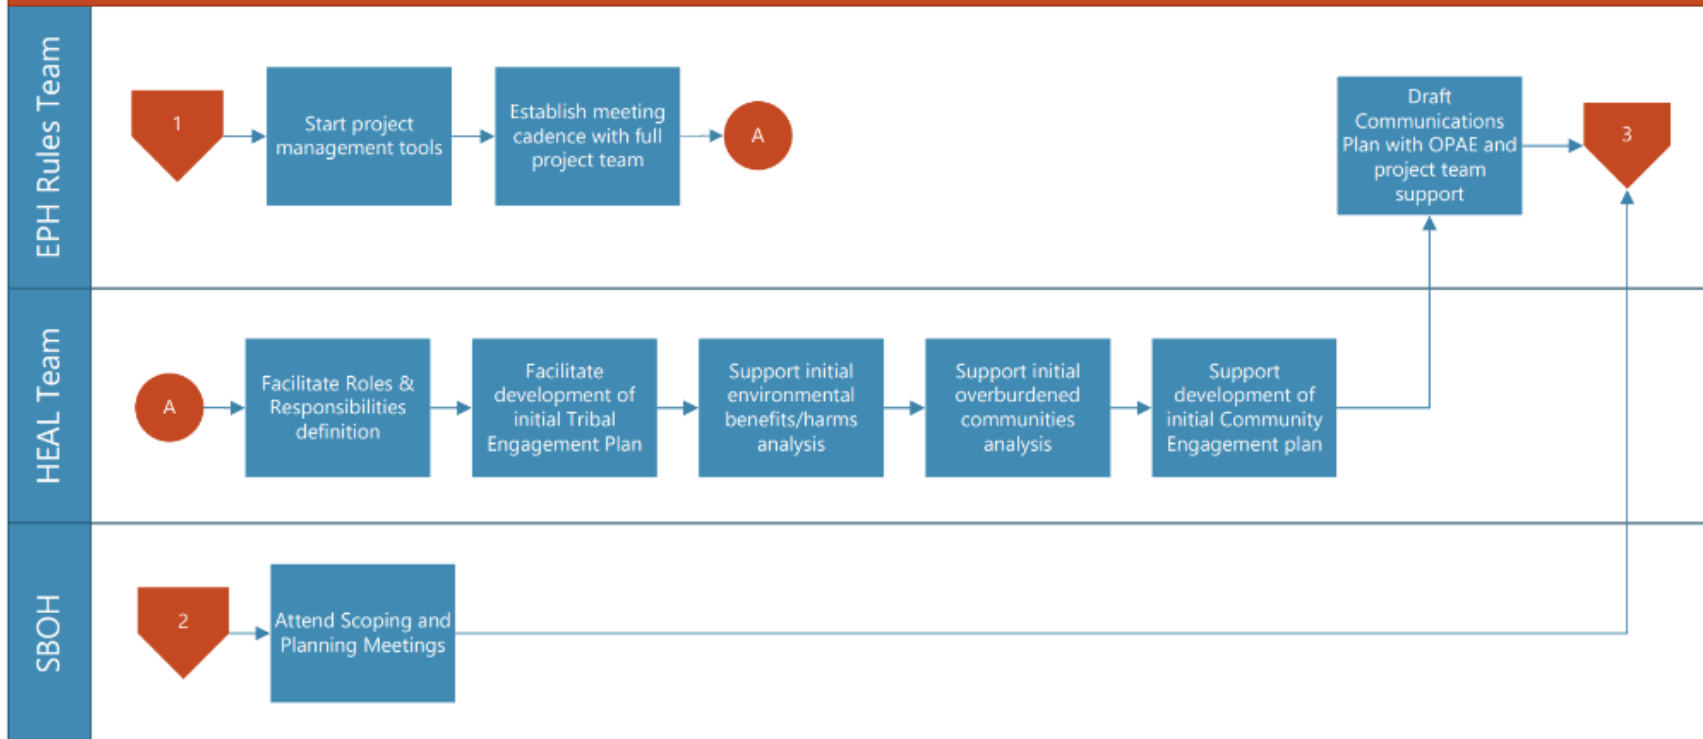 EPH Rules Team
1
Start project
management tools
Establish meeting
cadence with full
project team
A
Draft
Communications
Plan with OPAE and
project team
support
3
HEAL Team
A
Facilitate Roles &
Responsibilities
definition
Facilitate
development of
initial Tribal
Engagement Plan
Support initial
environmental
benefits/harms
analysis
Support initial
overburdened
communities
analysis
Support
development of
initial Community
Engagement plan
SBOH
2
Attend Scoping and
Planning Meetings